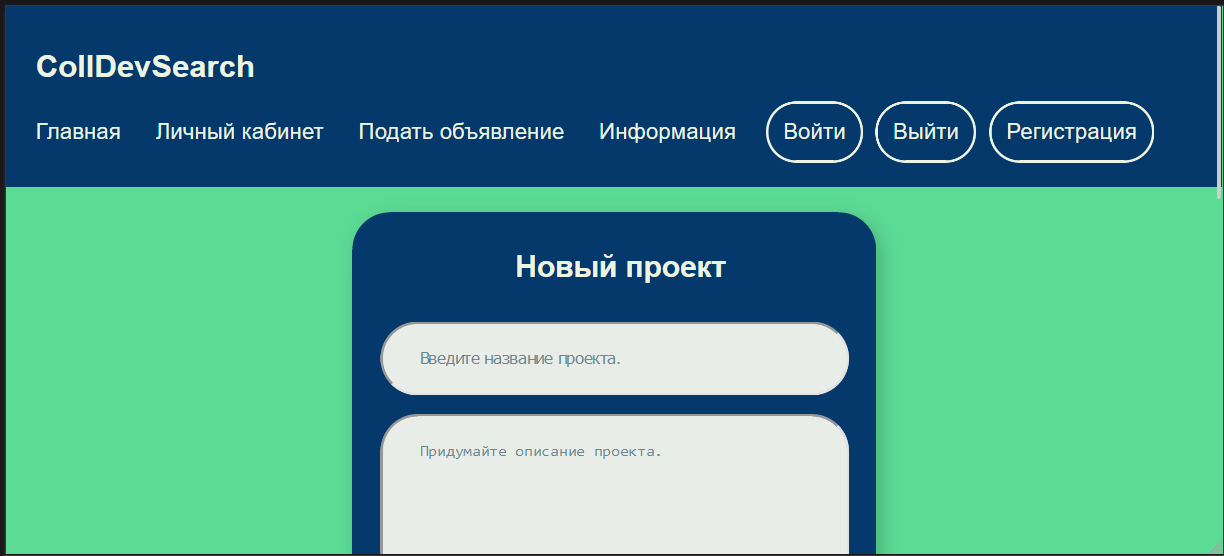 CollDevSearch
Главная Личный кабинет Подать объявление Информация Войти Выйти Регистрация
Новый проект
Введите название проекта.
Придумайте описание проекта.